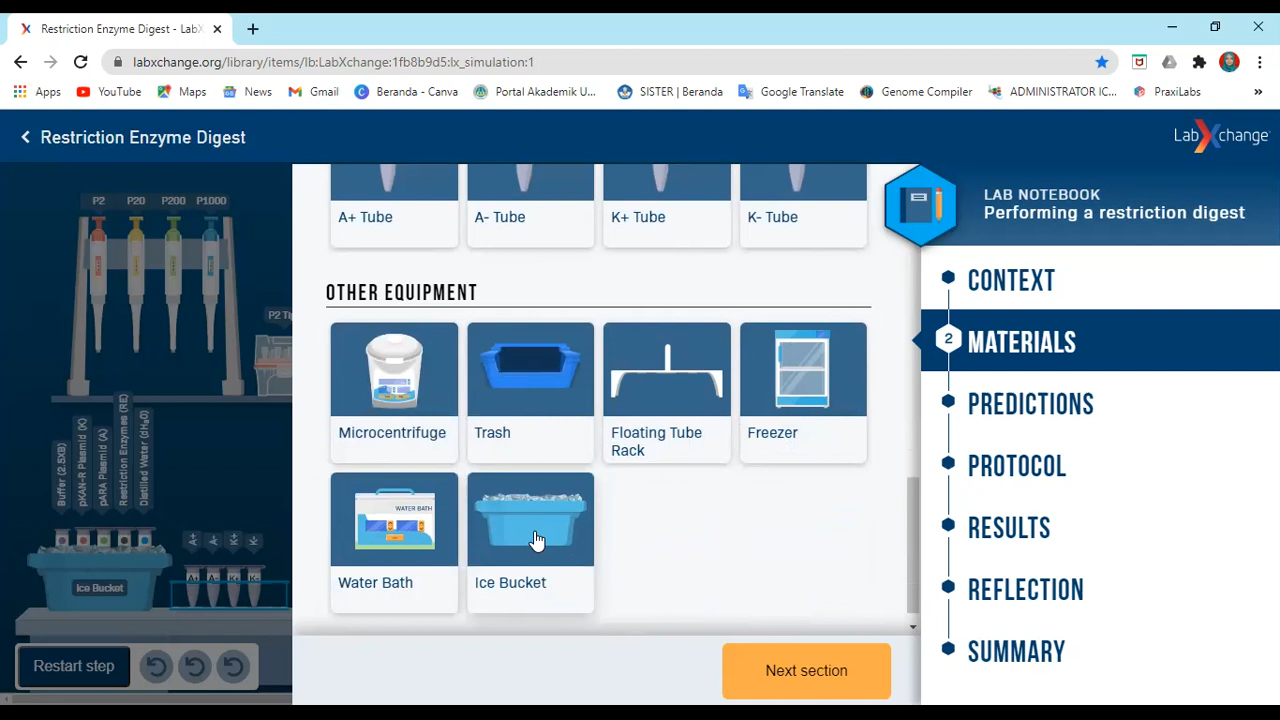 Restriction Enzyme Digest - LabX
labxchange.org/library/items/lb:LabXchange:1fb8b9d5:lx_simulation:1
Apps YouTube Maps News Gmail Beranda - Canva Portal Akademik U... SISTER | Beranda Google Translate Genome Compiler ADMINISTRATOR IC... PraxiLabs »
Restriction Enzyme Digest
LabXchange
P2 P20 P200 P1000
A+ Tube A- Tube K+ Tube K- Tube
LAB NOTEBOOK
Performing a restriction digest
OTHER EQUIPMENT
CONTEXT
2 MATERIALS
PREDICTIONS
PROTOCOL
RESULTS
REFLECTION
SUMMARY
Microcentrifuge Trash Floating Tube Rack Freezer
WATER BATH
Water Bath Ice Bucket
Buffer (2.5XB)
pKAN-R Plasmid (K)
pARA Plasmid (A)
Restriction Enzymes (RE)
Distilled Water (dH₂O)
A+ A- K+ K-
A+ A- K+ K-
Ice Bucket
Restart step
Next section